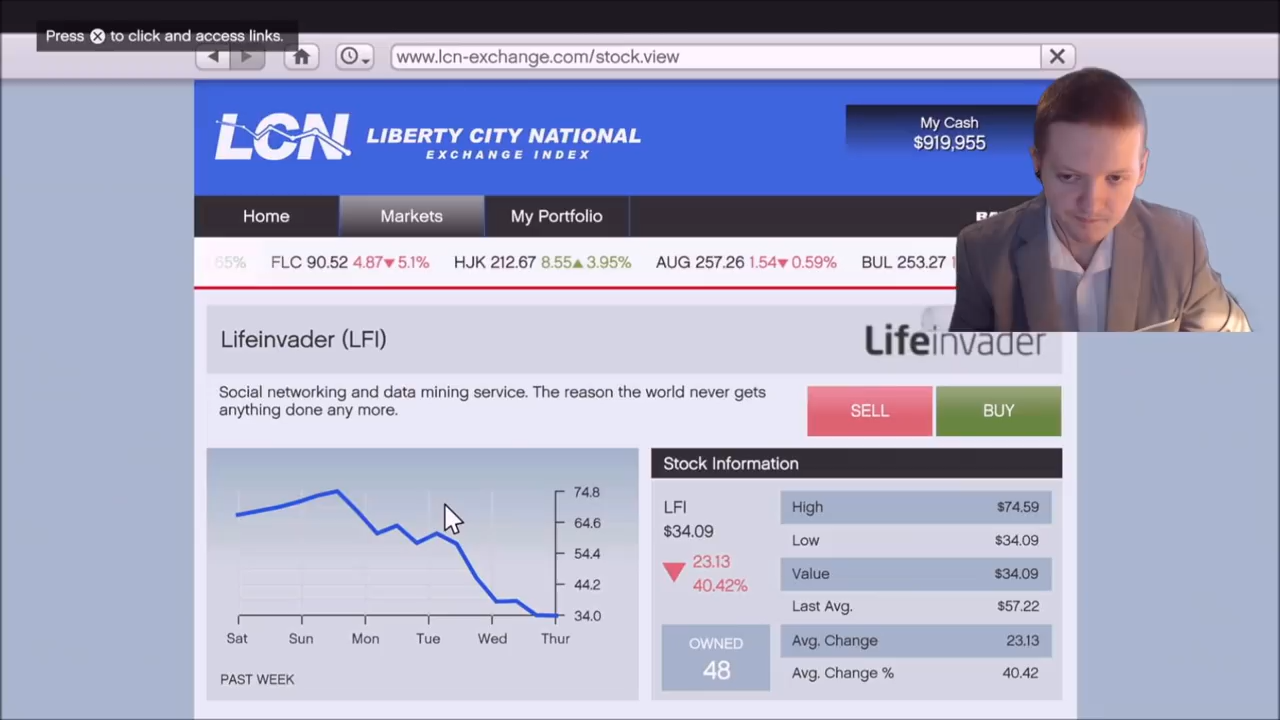 Press ⓧ to click and access links.
www.lcn-exchange.com/stock.view
LCN LIBERTY CITY NATIONAL
EXCHANGE INDEX
My Cash
$919,955
Home Markets My Portfolio
65% FLC 90.52 4.87▼5.1% HJK 212.67 8.55▲3.95% AUG 257.26 1.54▼0.59% BUL 253.27
Lifeinvader (LFI)
Lifeinvader
Social networking and data mining service. The reason the world never gets
anything done any more.
SELL BUY
74.8
64.6
54.4
44.2
34.0
Sat Sun Mon Tue Wed Thur
PAST WEEK
Stock Information
LFI
$34.09
▼ 23.13
40.42%
OWNED
48
High $74.59
Low $34.09
Value $34.09
Last Avg. $57.22
Avg. Change 23.13
Avg. Change % 40.42